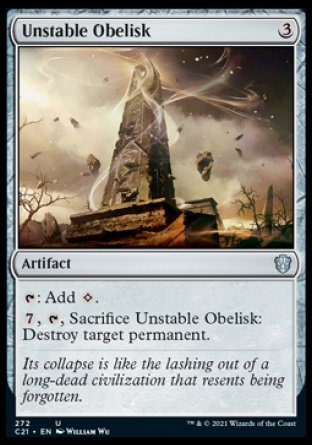 Unstable Obelisk 3
Artifact
: Add .
7, , Sacrifice Unstable Obelisk:
Destroy target permanent.
Its collapse is like the lashing out of a
long-dead civilization that resents being
forgotten.
272 U
C21 • EN William Wu ™ & © 2021 Wizards of the Coast